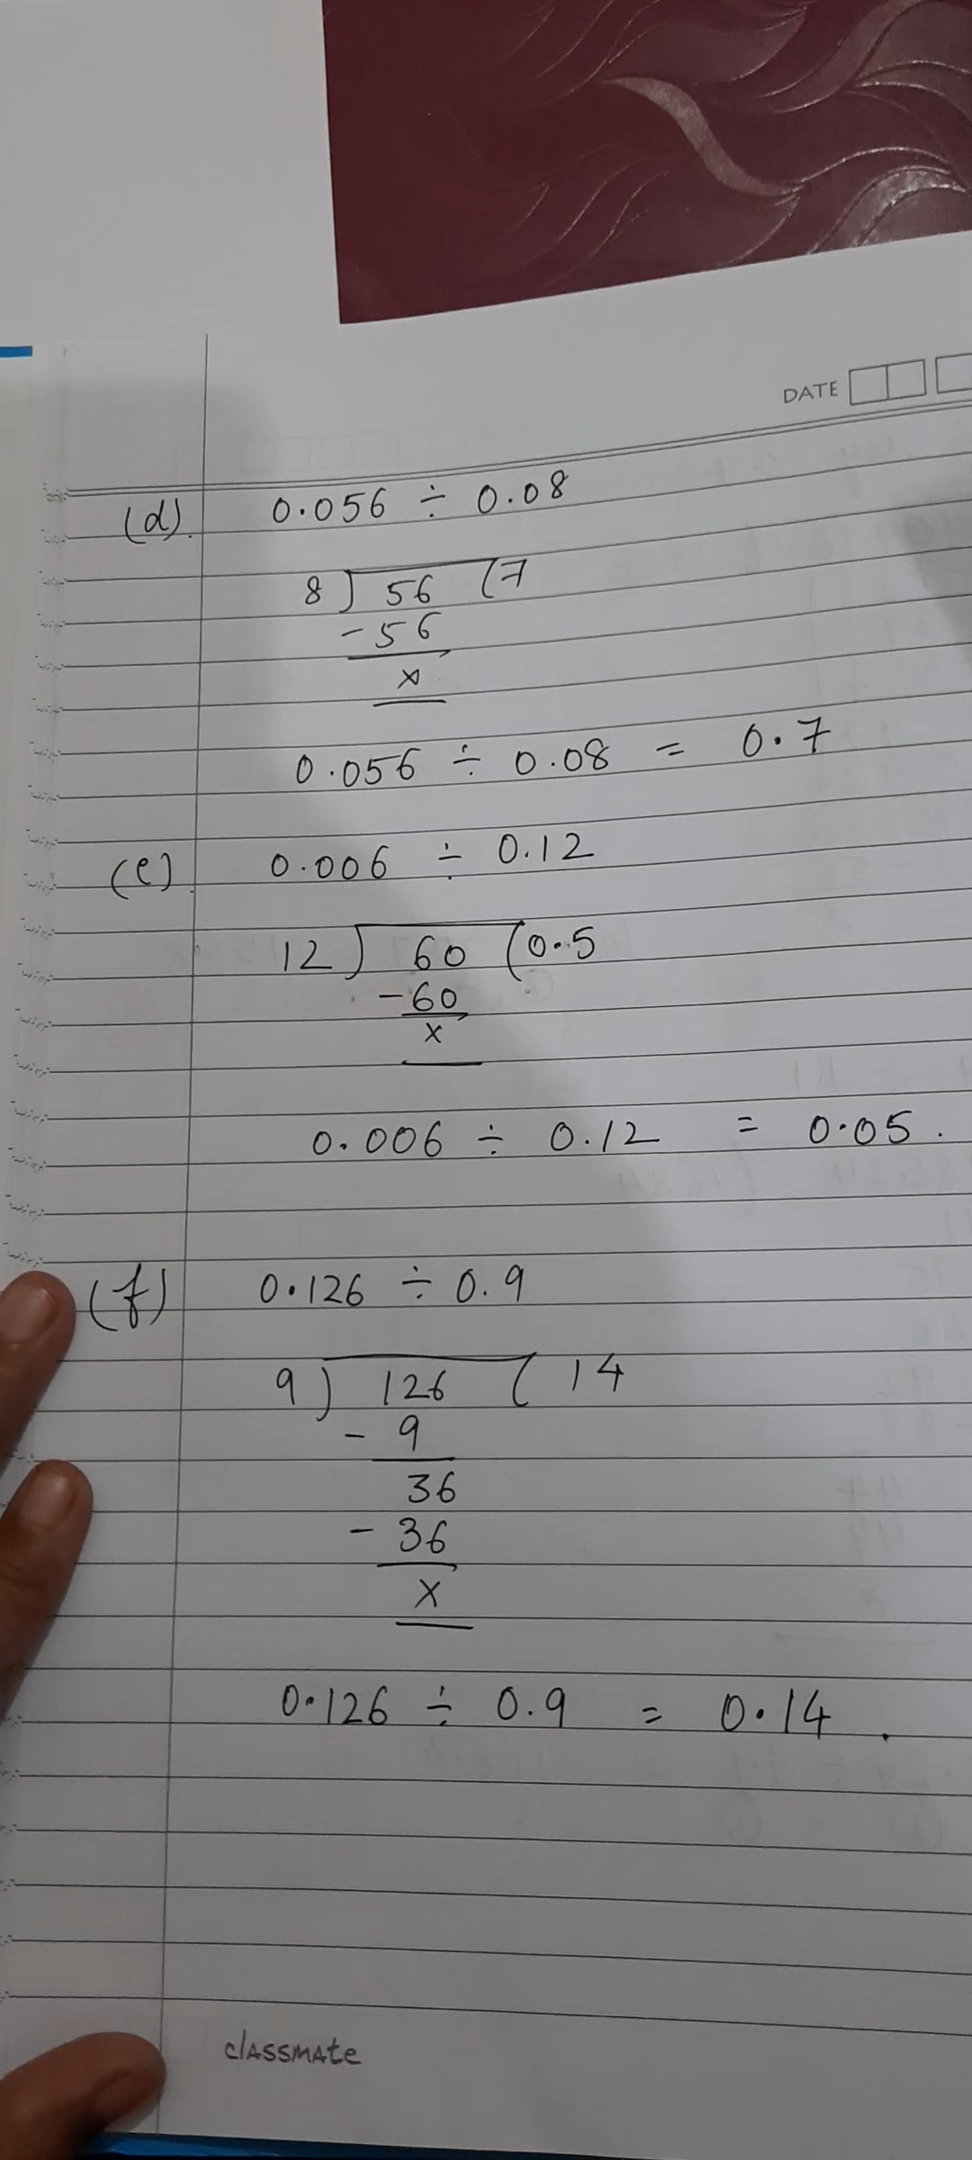 DATE
(d). 0.056 ÷ 0.08
8 ) 56 ( 7
- 56
x
0.056 ÷ 0.08 = 0.7
(e) 0.006 ÷ 0.12
12 ) 60 ( 0.5
- 60
x
0.006 ÷ 0.12 = 0.05.
(f) 0.126 ÷ 0.9
9 ) 126 ( 14
- 9
36
- 36
x
0.126 ÷ 0.9 = 0.14.
classmate